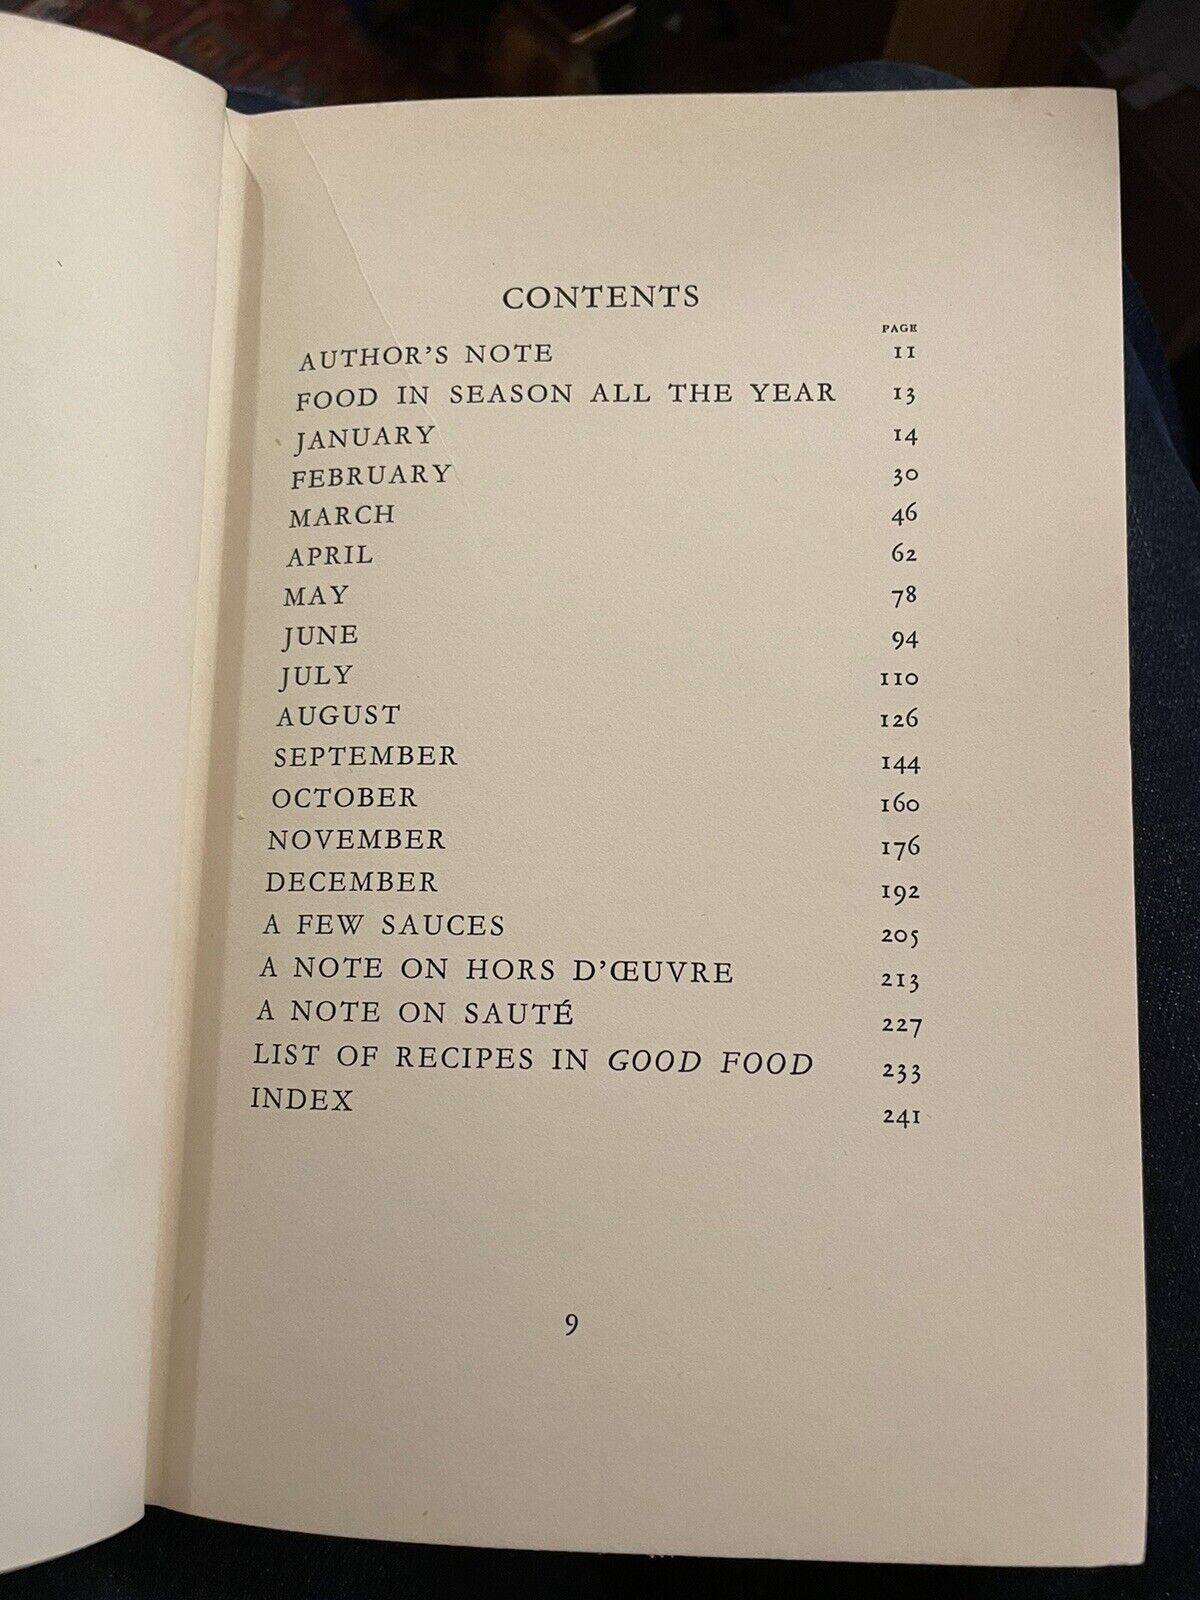 CONTENTS
PAGE
AUTHOR'S NOTE 11
FOOD IN SEASON ALL THE YEAR 13
JANUARY 14
FEBRUARY 30
MARCH 46
APRIL 62
MAY 78
JUNE 94
JULY 110
AUGUST 126
SEPTEMBER 144
OCTOBER 160
NOVEMBER 176
DECEMBER 192
A FEW SAUCES 205
A NOTE ON HORS D'ŒUVRE 213
A NOTE ON SAUTÉ 227
LIST OF RECIPES IN GOOD FOOD 233
INDEX 241
9